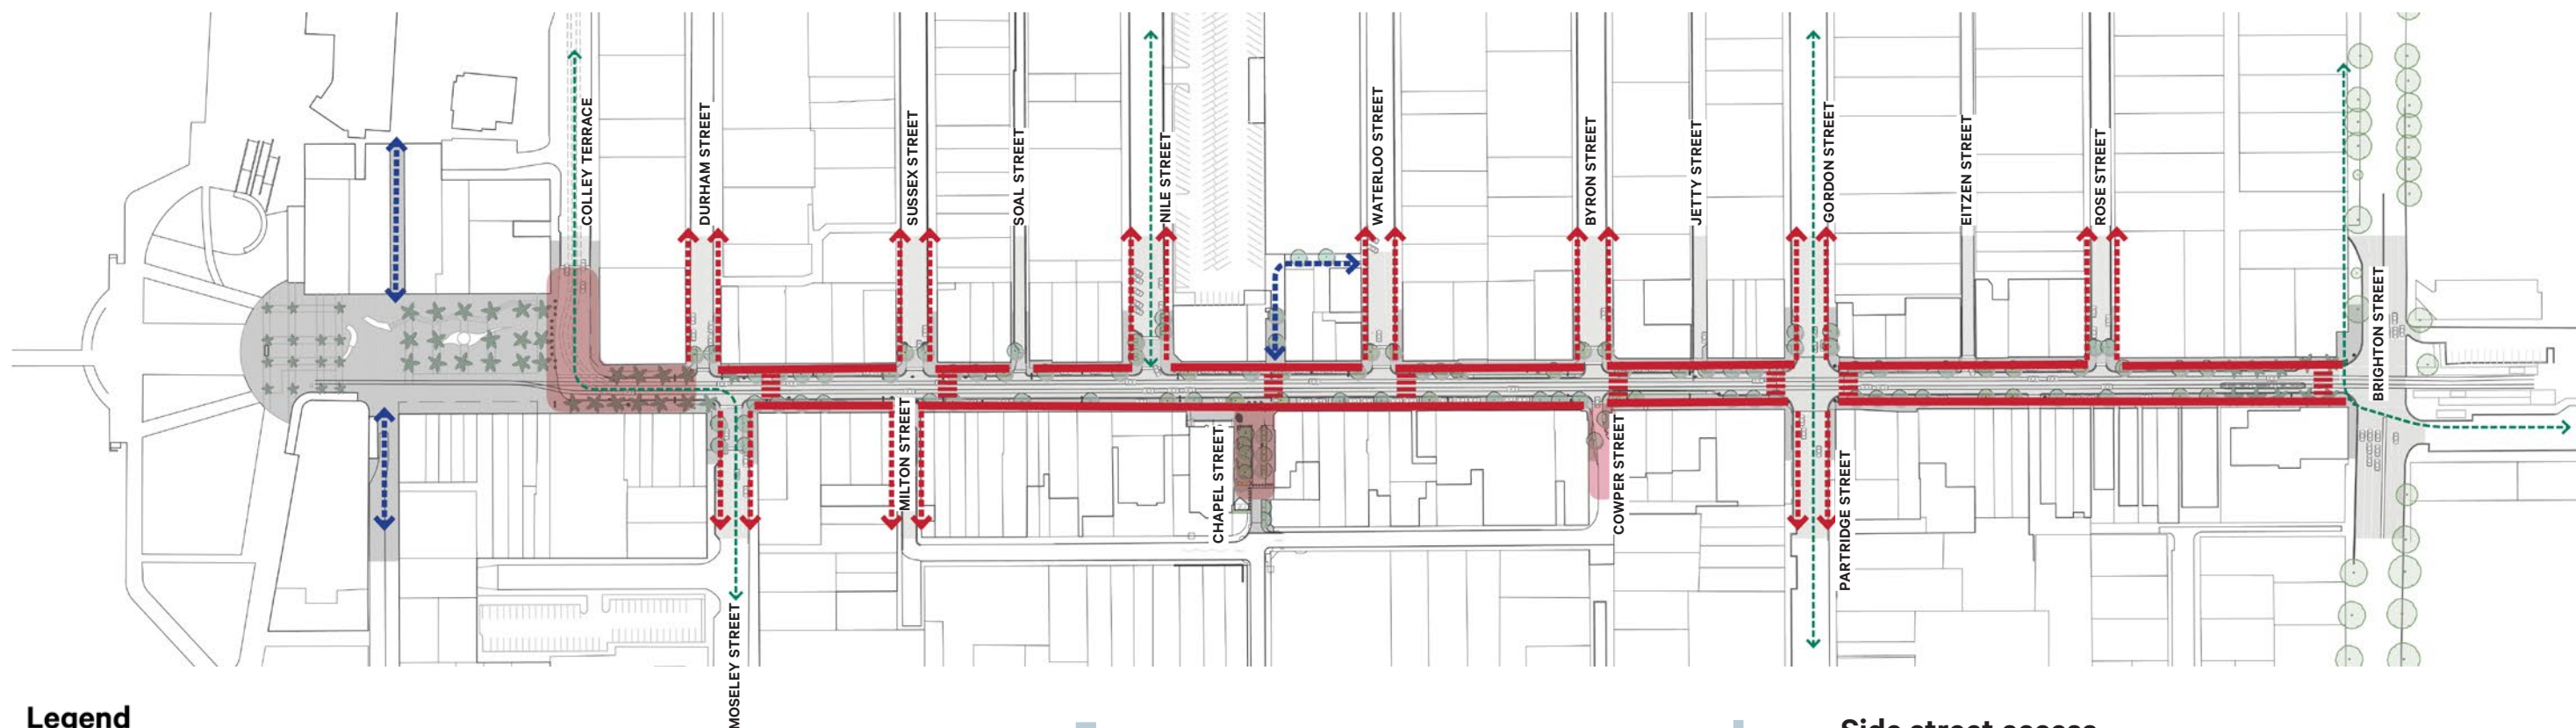 COLLEY TERRACE
DURHAM STREET
SUSSEX STREET
SOAL STREET
NILE STREET
WATERLOO STREET
BYRON STREET
JETTY STREET
GORDON STREET
EITZEN STREET
ROSE STREET
BRIGHTON STREET
MOSELEY STREET
MILTON STREET
CHAPEL STREET
COWPER STREET
PARTRIDGE STREET
Legend
Side street access